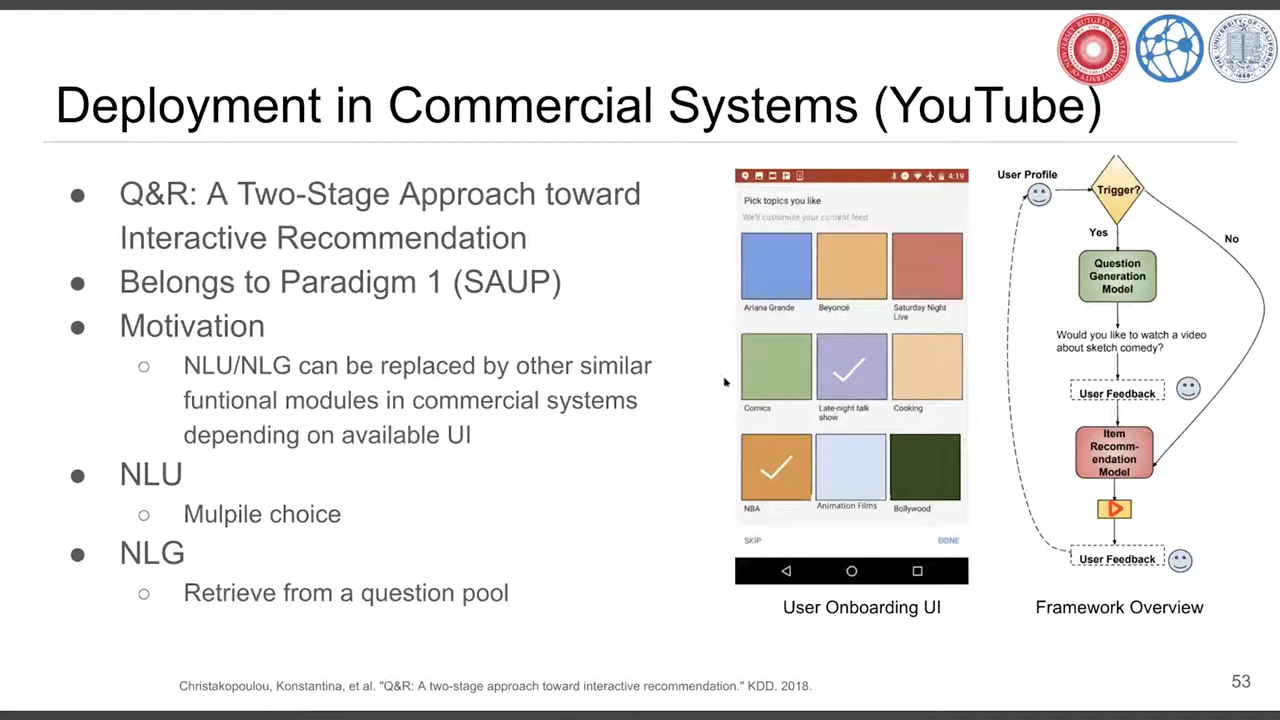 Deployment in Commercial Systems (YouTube)
● Q&R: A Two-Stage Approach toward
Interactive Recommendation
● Belongs to Paradigm 1 (SAUP)
● Motivation
○ NLU/NLG can be replaced by other similar
funtional modules in commercial systems
depending on available UI
● NLU
○ Mulpile choice
● NLG
○ Retrieve from a question pool
4:19
Pick topics you like
We'll customize your content feed.
Ariana Grande
Beyoncé
Saturday Night
Live
Comics
Late-night talk
show
Cooking
NBA
Animation Films
Bollywood
SKIP
DONE
User Onboarding UI
User Profile
Trigger?
Yes
No
Question
Generation
Model
Would you like to watch a video
about sketch comedy?
User Feedback
Item
Recomm-
endation
Model
User Feedback
Framework Overview
Christakopoulou, Konstantina, et al. "Q&R: A two-stage approach toward interactive recommendation." KDD. 2018.
53